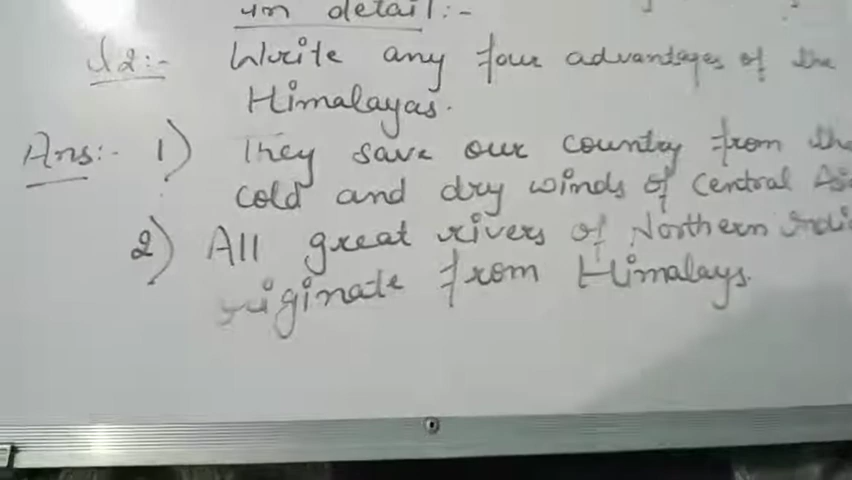 in detail:-
Q2:- Write any four advantages of the
Himalayas.
Ans:- 1) They save our country from the
cold and dry winds of Central
2) All great rivers of Northern
originate from Himalays.